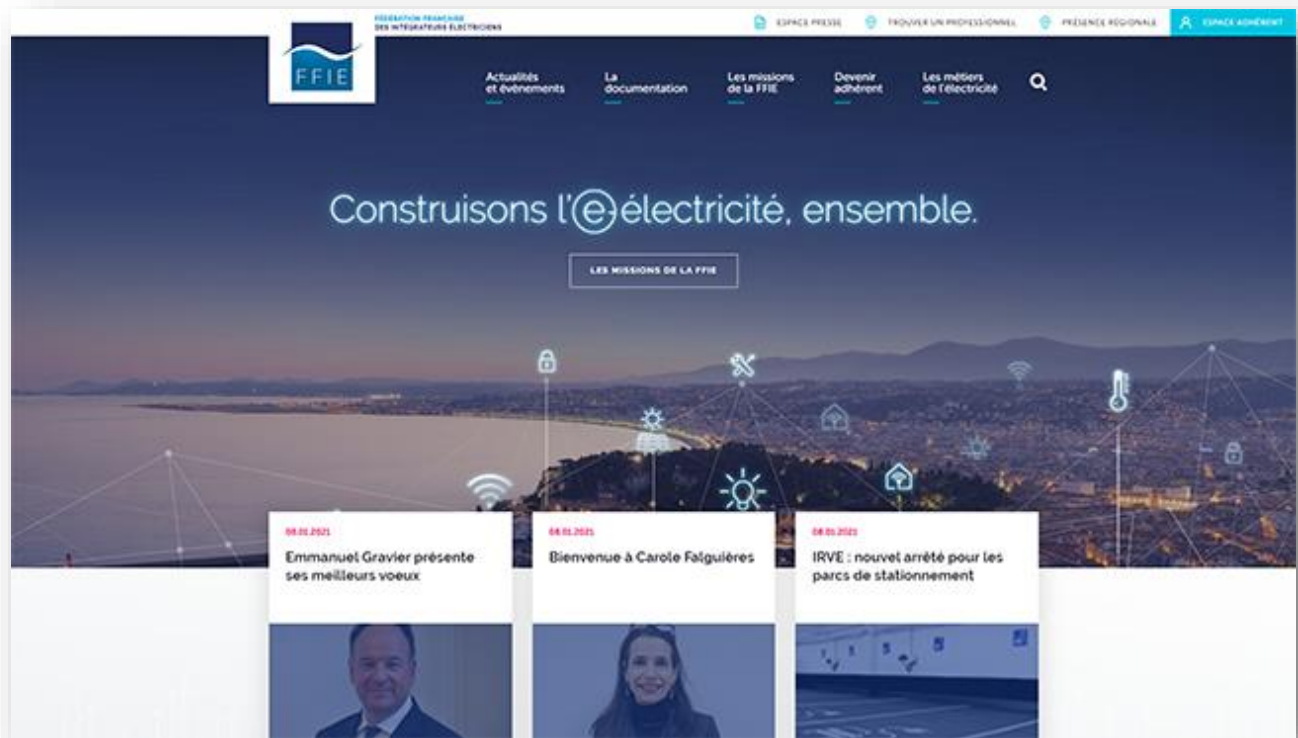 FÉDÉRATION FRANÇAISE
DES INTÉGRATEURS ÉLECTRICIENS
ESPACE PRESSE
TROUVER UN PROFESSIONNEL
PRÉSENCE RÉGIONALE
ESPACE ADHÉRENT
FFIE
Actualités
et événements
La
documentation
Les missions
de la FFIE
Devenir
adhérent
Les métiers
de l'électricité
Construisons l'e-électricité, ensemble.
LES MISSIONS DE LA FFIE
08.01.2021
Emmanuel Gravier présente
ses meilleurs voeux
08.01.2021
Bienvenue à Carole Falguières
08.01.2021
IRVE : nouvel arrêté pour les
parcs de stationnement